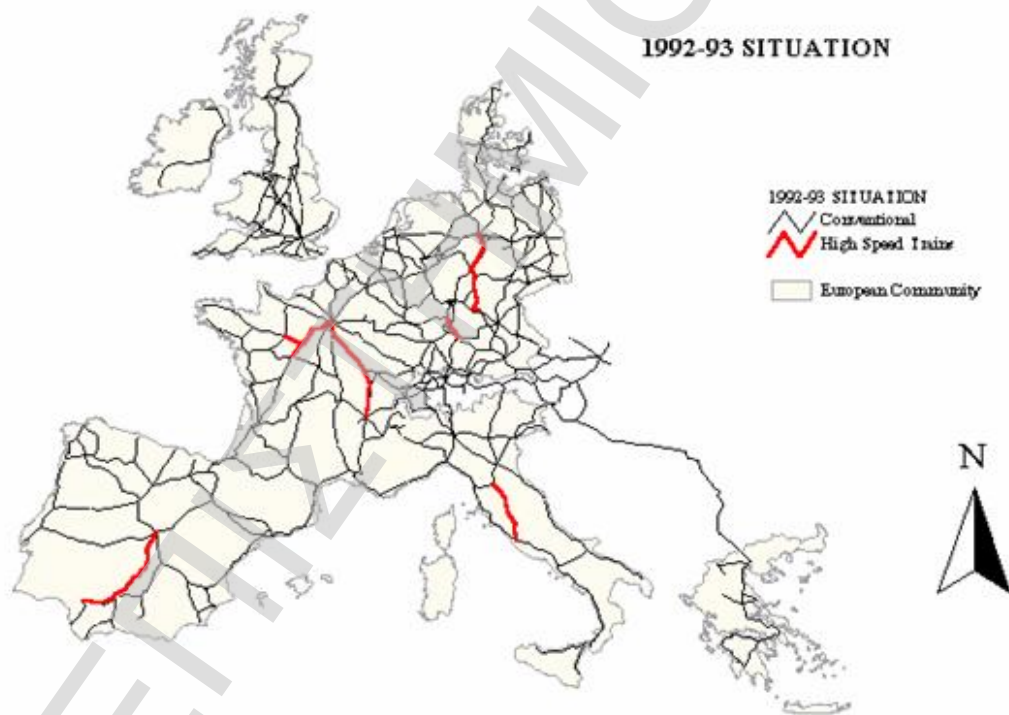 1992-93 SITUATION
1992-93 SITUATION
Conventional
High Speed Trains
European Community
N